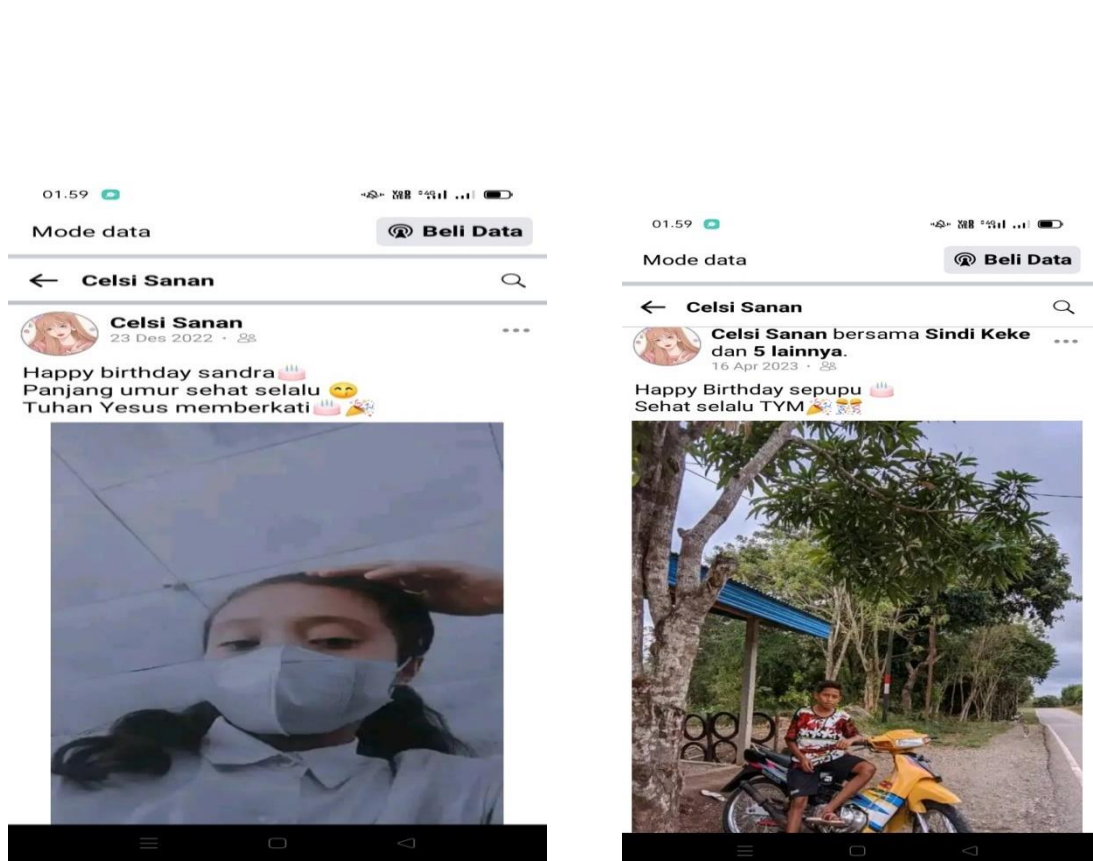 01.59
Mode data
Beli Data
Celsi Sanan
Celsi Sanan
23 Des 2022 ·
Happy birthday sandra🎂
Panjang umur sehat selalu 😙
Tuhan Yesus memberkati🎂🎉
01.59
Mode data
Beli Data
Celsi Sanan
Celsi Sanan bersama Sindi Keke
dan 5 lainnya.
16 Apr 2023 ·
Happy Birthday sepupu 🎂
Sehat selalu TYM🎉🎊